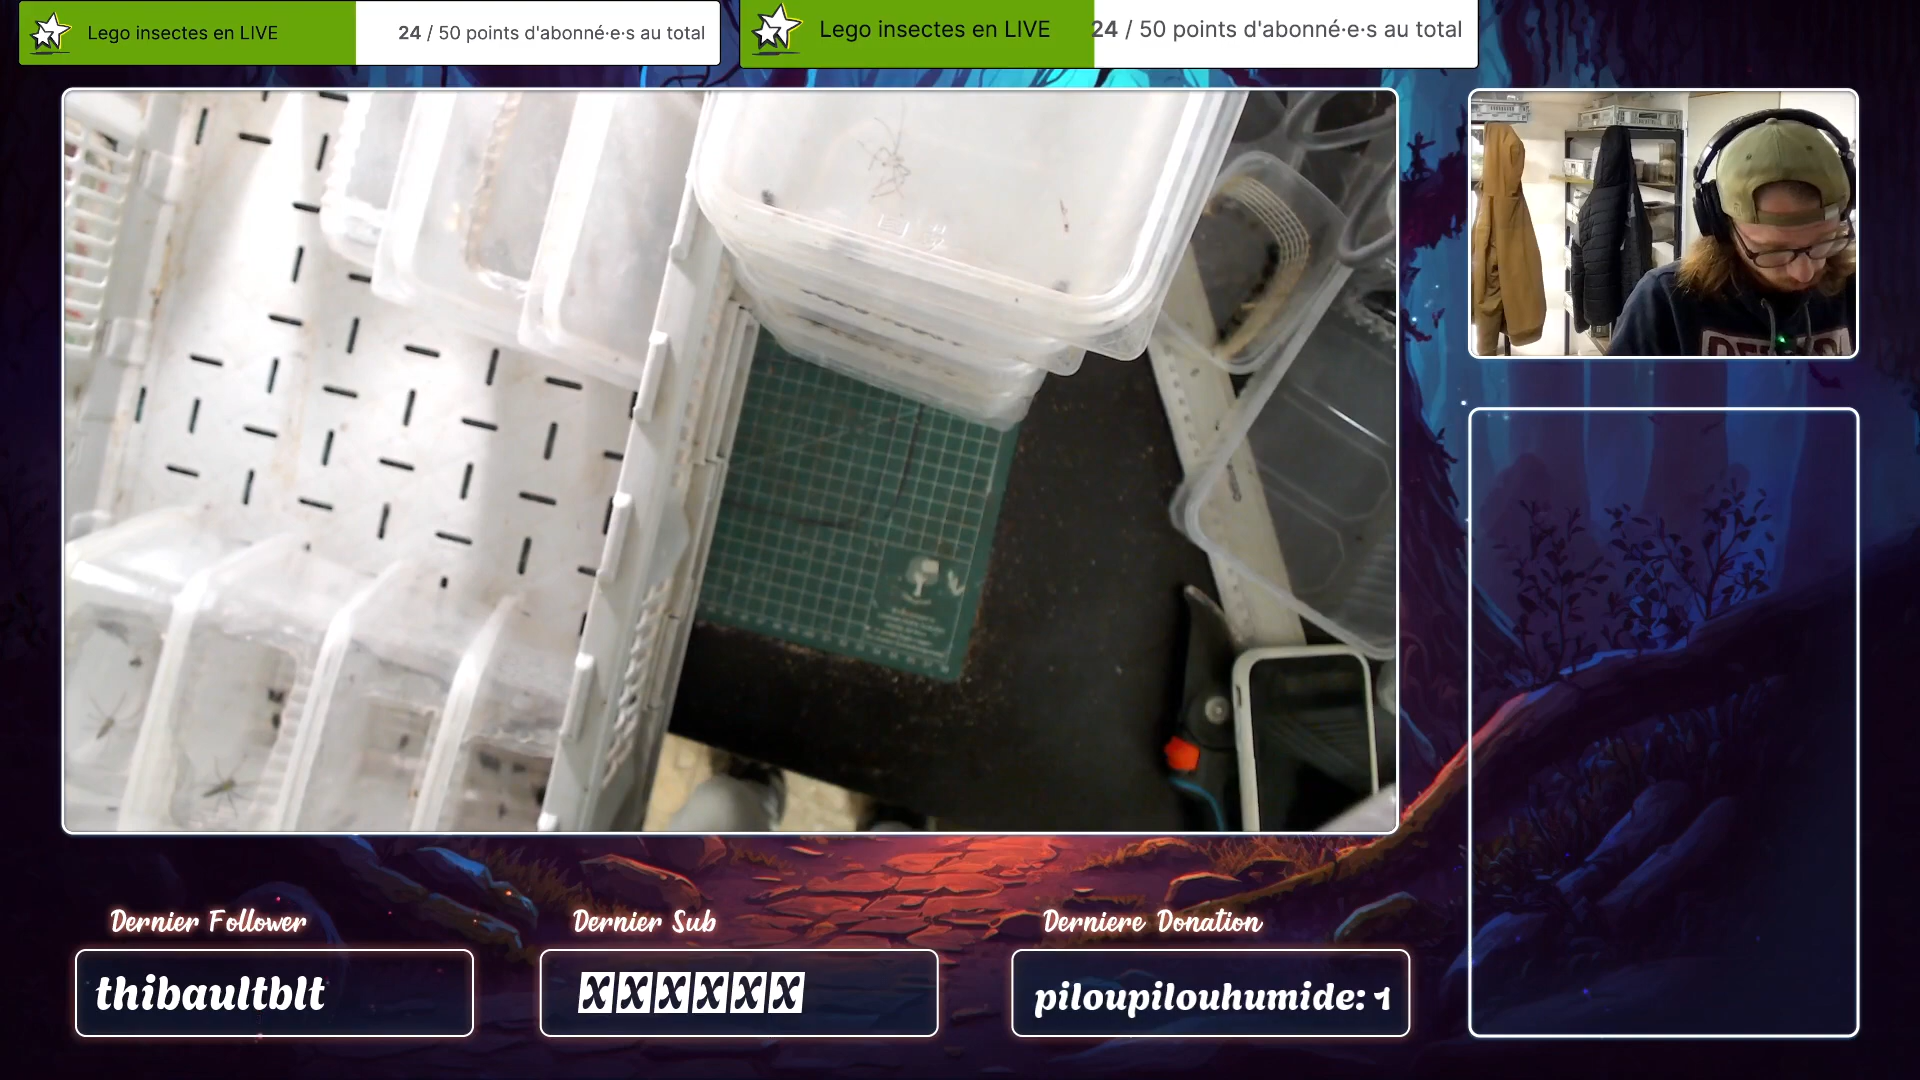 Lego insectes en LIVE
24 / 50 points d'abonné·e·s au total
Lego insectes en LIVE
24 / 50 points d'abonné·e·s au total
Dernier Follower
Dernier Sub
Derniere Donation
thibaultblt
piloupilouhumide: 1